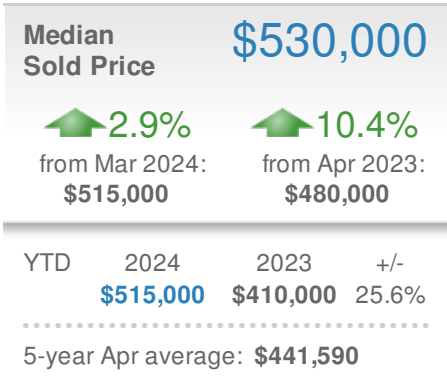 Median $530,000
Sold Price
2.9% 10.4%
from Mar 2024: from Apr 2023:
$515,000 $480,000
YTD 2024 2023 +/-
$515,000 $410,000 25.6%
5-year Apr average: $441,590